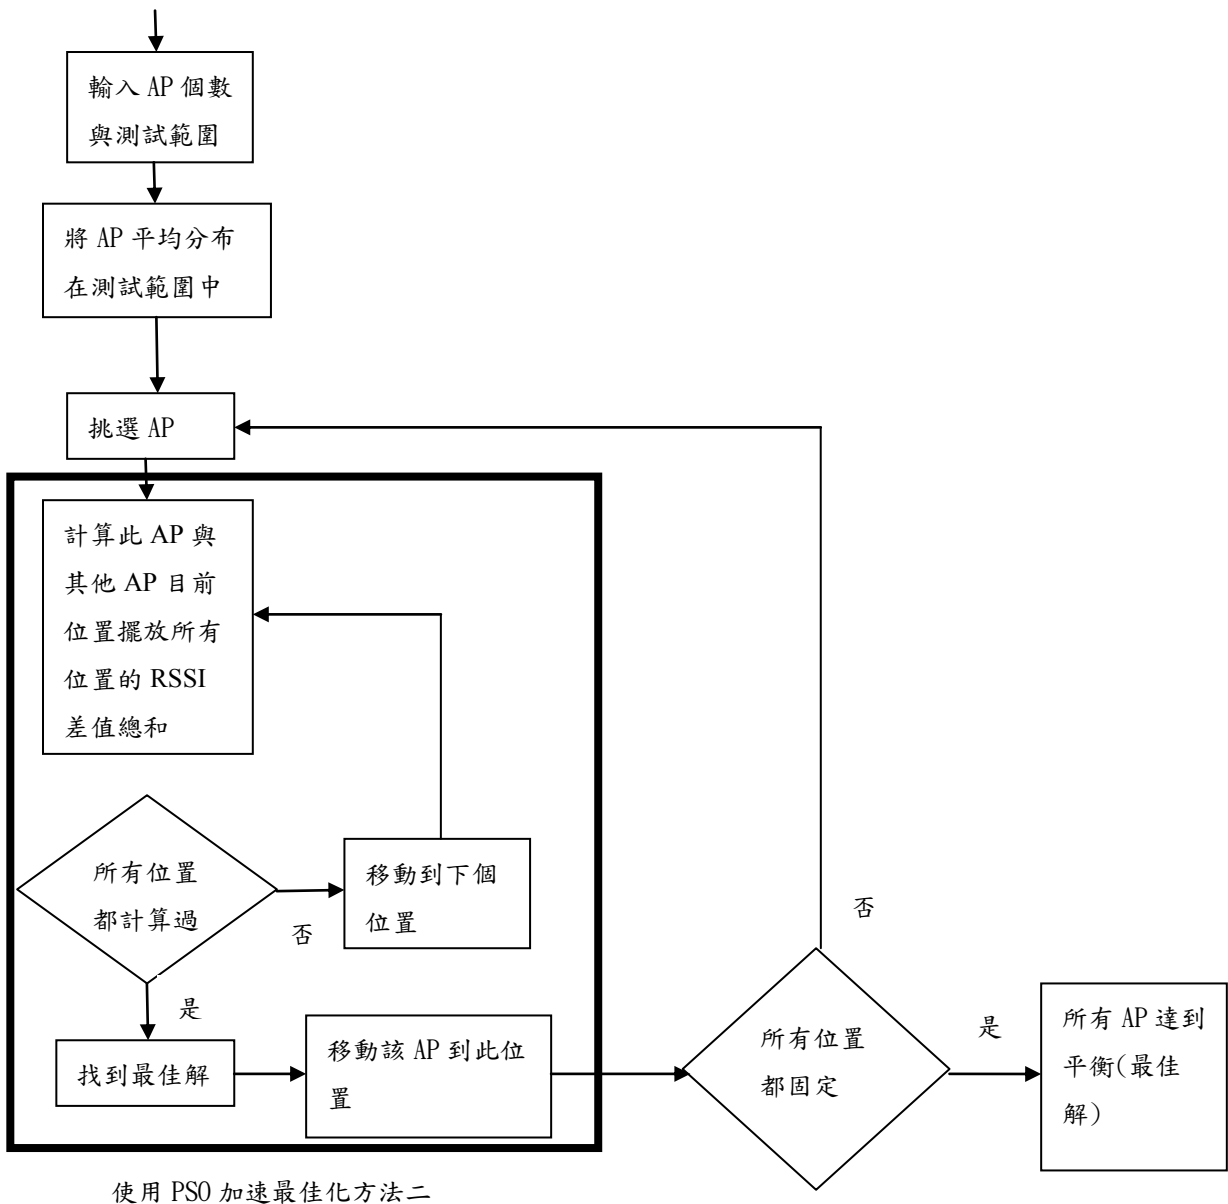 輸入 AP 個數
與測試範圍
將 AP 平均分布
在測試範圍中
挑選 AP
計算此 AP 與
其他 AP 目前
位置擺放所有
位置的 RSSI
差值總和
所有位置
都計算過
否
移動到下個
位置
是
找到最佳解
移動該 AP 到此位
置
否
所有位置
都固定
是
所有 AP 達到
平衡(最佳
解)
使用 PSO 加速最佳化方法二